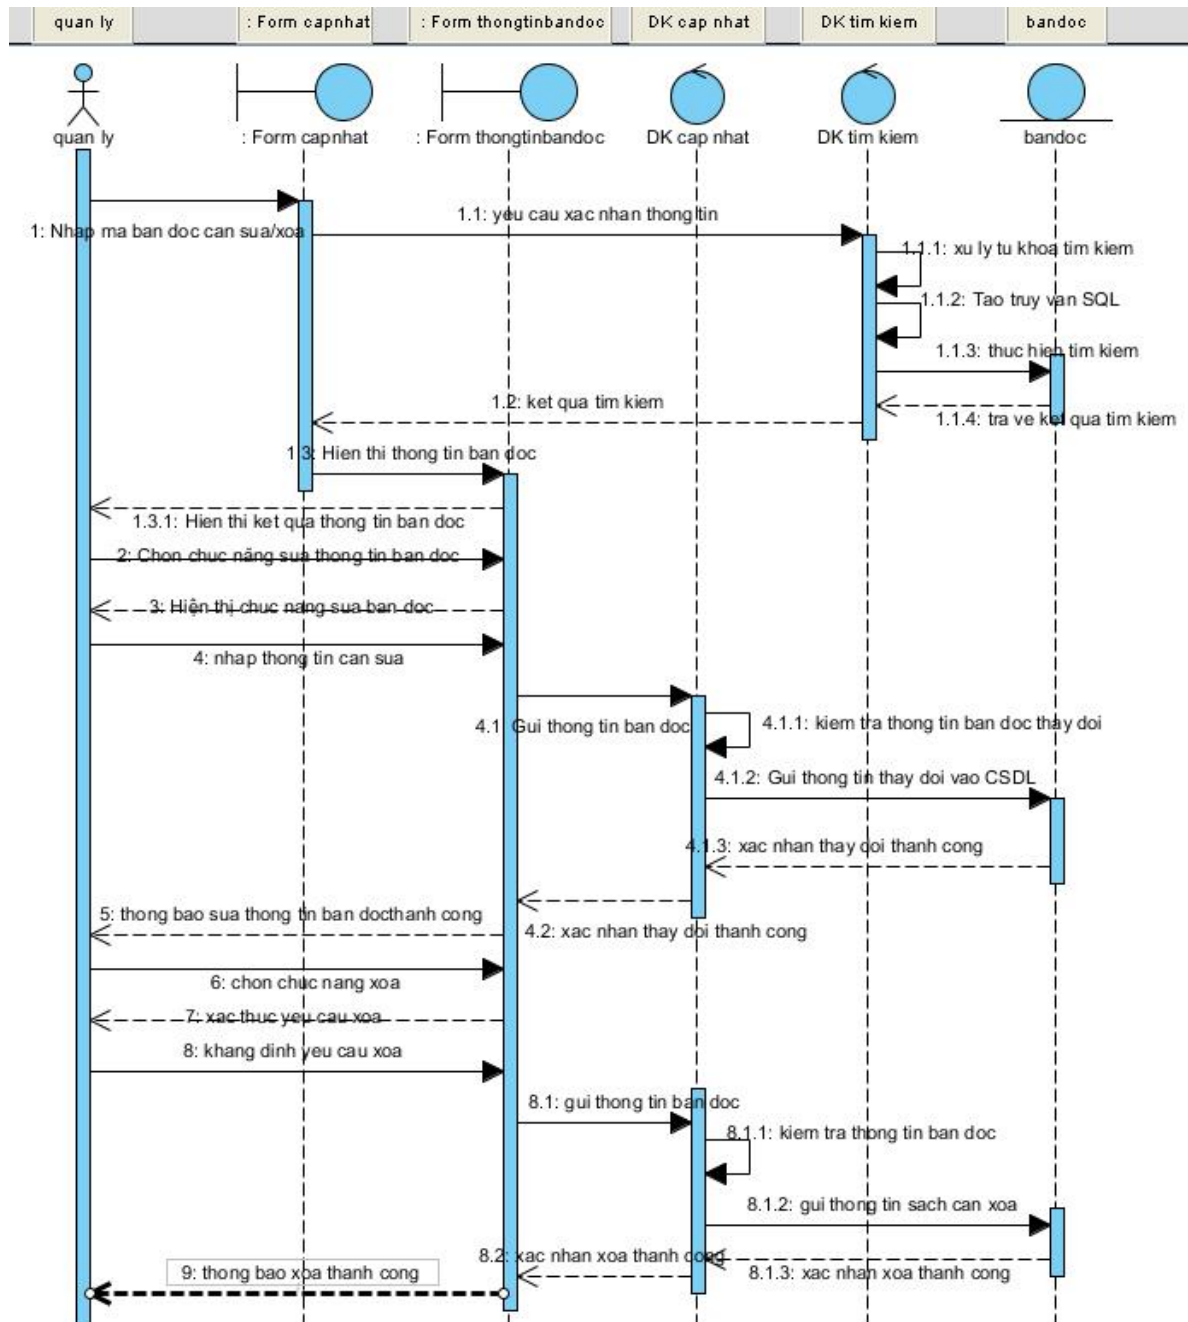 quan ly
: Form capnhat
: Form thongtinbandoc
DK cap nhat
DK tim kiem
bandoc
quan ly
: Form capnhat
: Form thongtinbandoc
DK cap nhat
DK tim kiem
bandoc
1: Nhap ma ban doc can sua/xoa
1.1: yeu cau xac nhan thong tin
1.1.1: xu ly tu khoa tim kiem
1.1.2: Tao truy van SQL
1.1.3: thuc hien tim kiem
1.1.4: tra ve ket qua tim kiem
1.2: ket qua tim kiem
1.3: Hien thi thong tin ban doc
1.3.1: Hien thi ket qua thong tin ban doc
2: Chon chuc năng sua thong tin ban doc
3: Hiện thị chuc nang sua ban doc
4: nhap thong tin can sua
4.1: Gui thong tin ban doc
4.1.1: kiem tra thong tin ban doc thay doi
4.1.2: Gui thong tin thay doi vao CSDL
4.1.3: xac nhan thay doi thanh cong
4.2: xac nhan thay doi thanh cong
5: thong bao sua thong tin ban docthanh cong
6: chon chuc nang xoa
7: xac thuc yeu cau xoa
8: khang dinh yeu cau xoa
8.1: gui thong tin ban doc
8.1.1: kiem tra thong tin ban doc
8.1.2: gui thong tin sach can xoa
8.1.3: xac nhan xoa thanh cong
8.2: xac nhan xoa thanh cong
9: thong bao xoa thanh cong